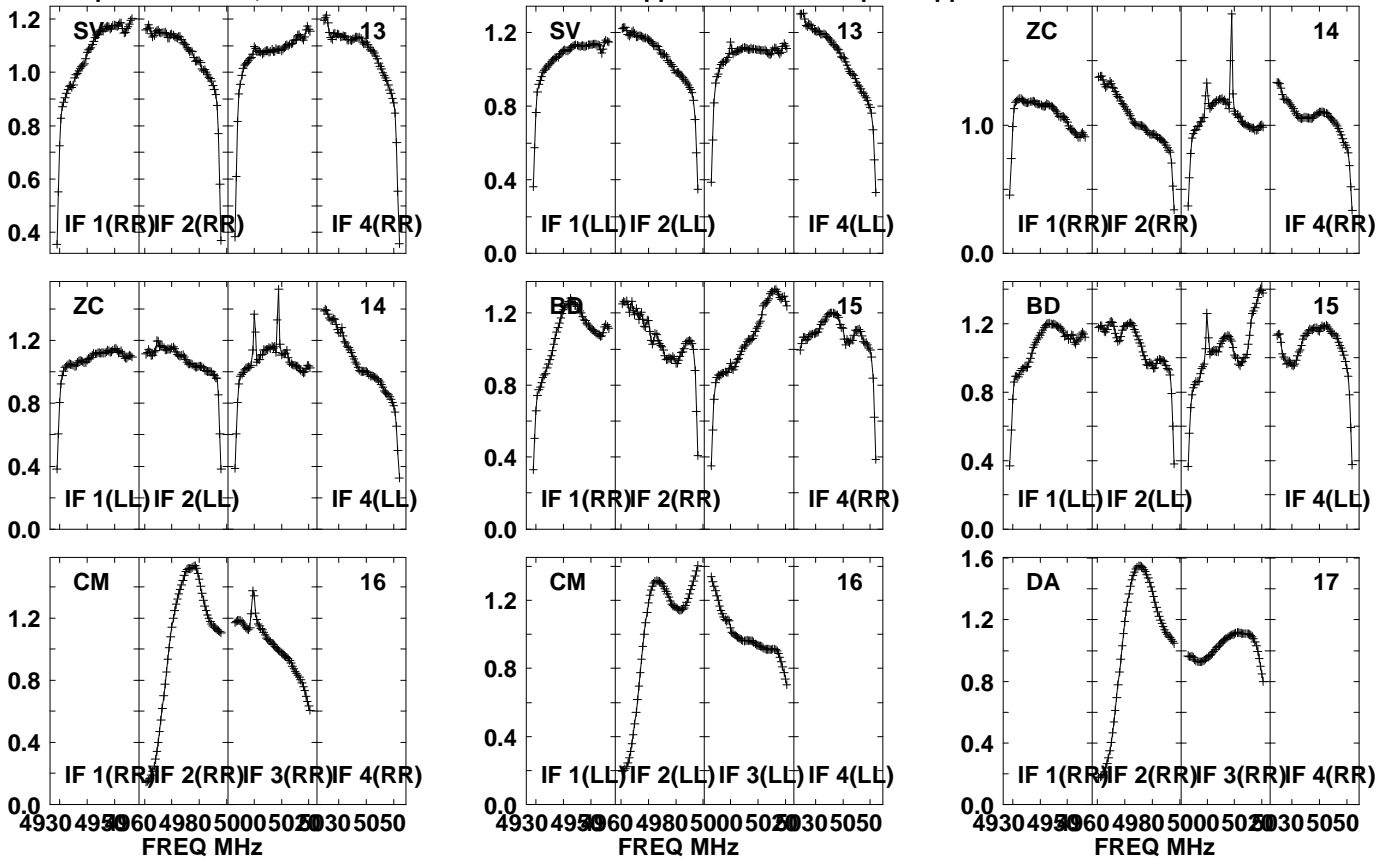 1.2 SV 13
1.0
0.8
0.6
0.4 IF 1(RR) IF 2(RR) IF 4(RR)
1.2 SV 13
0.8
0.4
0.0 IF 1(LL) IF 2(LL) IF 4(LL)
ZC 14
1.0
0.0 IF 1(RR) IF 2(RR) IF 4(RR)
ZC 14
1.2
0.8
0.4
0.0 IF 1(LL) IF 2(LL) IF 4(LL)
BD 15
1.2
0.8
0.4
0.0 IF 1(RR) IF 2(RR) IF 4(RR)
BD 15
1.2
0.8
0.4
0.0 IF 1(LL) IF 2(LL) IF 4(LL)
CM 16
1.2
0.8
0.4
0.0 IF 1(RR) IF 2(RR) IF 3(RR) IF 4(RR)
4930 4950 4960 4980 5000 5020 5030 5050
FREQ MHz
CM 16
1.2
0.8
0.4
0.0 IF 1(LL) IF 2(LL) IF 3(LL) IF 4(LL)
4930 4950 4960 4980 5000 5020 5030 5050
FREQ MHz
1.6 DA 17
1.2
0.8
0.4
0.0 IF 1(RR) IF 2(RR) IF 3(RR) IF 4(RR)
4930 4950 4960 4980 5000 5020 5030 5050
FREQ MHz